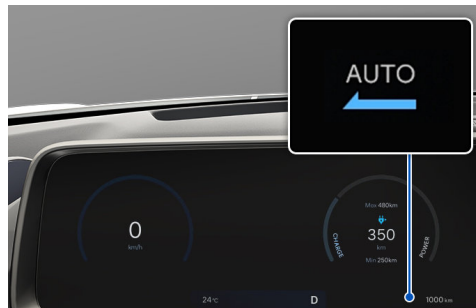 AUTO
0
km/h
Max 480km
350
km
Min 250km
CHARGE
POWER
24°C
D
1000 km